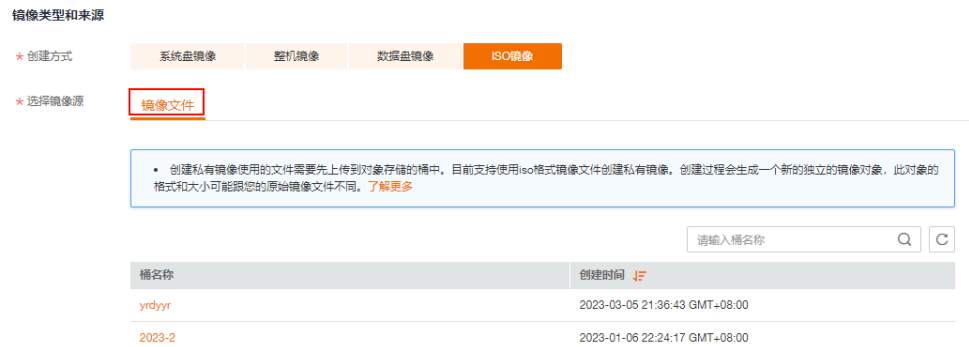 镜像类型和来源
★ 创建方式 系统盘镜像 整机镜像 数据盘镜像 ISO镜像
★ 选择镜像源 镜像文件
• 创建私有镜像使用的文件需要先上传到对象存储的桶中。目前支持使用iso格式镜像文件创建私有镜像。创建过程会生成一个新的独立的镜像对象，此对象的
格式和大小可能跟您的原始镜像文件不同。了解更多
请输入桶名称
桶名称 创建时间
yrdyyr 2023-03-05 21:36:43 GMT+08:00
2023-2 2023-01-06 22:24:17 GMT+08:00